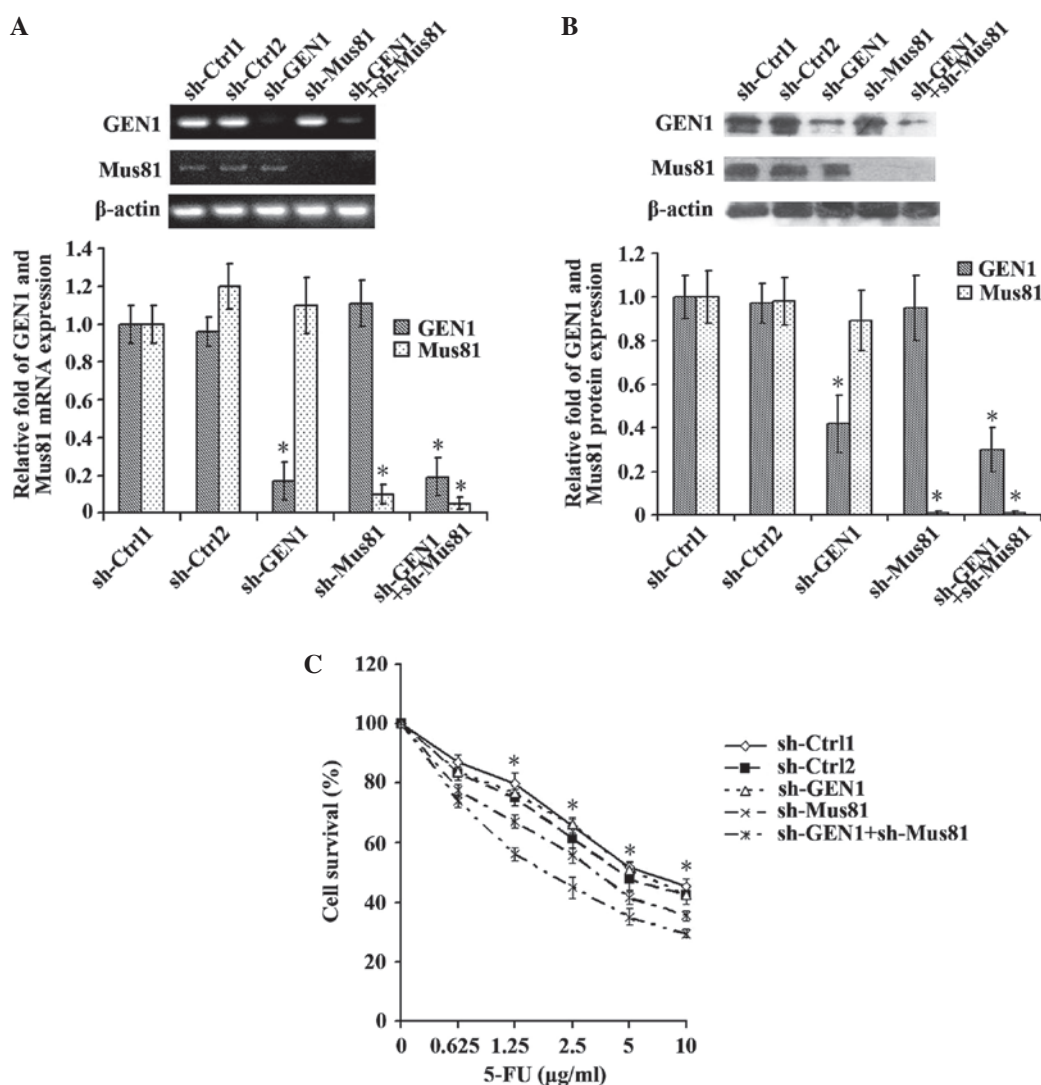 A
sh-Ctrl1
sh-Ctrl2
sh-GEN1
sh-Mus81
sh-GEN1
+sh-Mus81
GEN1
Mus81
β-actin
Relative fold of GEN1 and
Mus81 mRNA expression
1.4
1.2
1.0
0.8
0.6
0.4
0.2
0
*
*
*
*
GEN1
Mus81
sh-Ctrl1
sh-Ctrl2
sh-GEN1
sh-Mus81
sh-GEN1
+sh-Mus81
B
sh-Ctrl1
sh-Ctrl2
sh-GEN1
sh-Mus81
sh-GEN1
+sh-Mus81
GEN1
Mus81
β-actin
Relative fold of GEN1 and
Mus81 protein expression
1.2
1.0
0.8
0.6
0.4
0.2
0
*
*
*
*
GEN1
Mus81
sh-Ctrl1
sh-Ctrl2
sh-GEN1
sh-Mus81
sh-GEN1
+sh-Mus81
C
Cell survival (%)
120
100
80
60
40
20
0
*
*
*
*
0
0.625
1.25
2.5
5
10
5-FU (µg/ml)
sh-Ctrl1
sh-Ctrl2
sh-GEN1
sh-Mus81
sh-GEN1+sh-Mus81